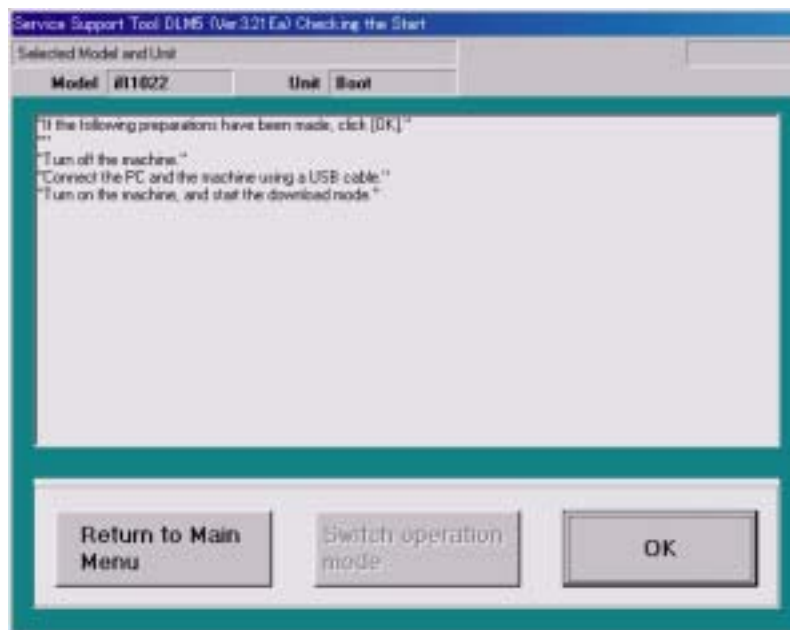 Service Support Tool DLM5 (Ver.3.21Ea) Checking the Start
Selected Model and Unit
Model iR1022 Unit Boot
"If the following preparations have been made, click [OK]."
""
"Turn off the machine."
"Connect the PC and the machine using a USB cable."
"Turn on the machine, and start the download mode."
Return to Main
Menu
Switch operation
mode
OK